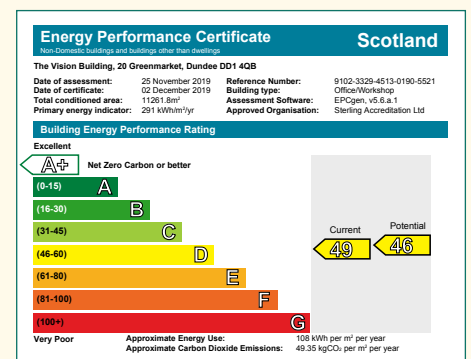 Energy Performance Certificate
Scotland
Non-Domestic buildings and buildings other than dwellings
The Vision Building, 20 Greenmarket, Dundee DD1 4QB
Date of assessment: 25 November 2019 Reference Number: 9102-3329-4513-0190-5521
Date of certificate: 02 December 2019 Building type: Office/Workshop
Total conditioned area: 11261.8m² Assessment Software: EPCgen, v5.6.a.1
Primary energy indicator: 291 kWh/m²/yr Approved Organisation: Sterling Accreditation Ltd
Building Energy Performance Rating
Excellent
A+ Net Zero Carbon or better
(0-15) A
(16-30) B
(31-45) C
Current Potential
(46-60) D 49 46
(61-80) E
(81-100) F
(100+) G
Very Poor Approximate Energy Use: 108 kWh per m² per year
Approximate Carbon Dioxide Emissions: 49.35 kgCO₂ per m² per year